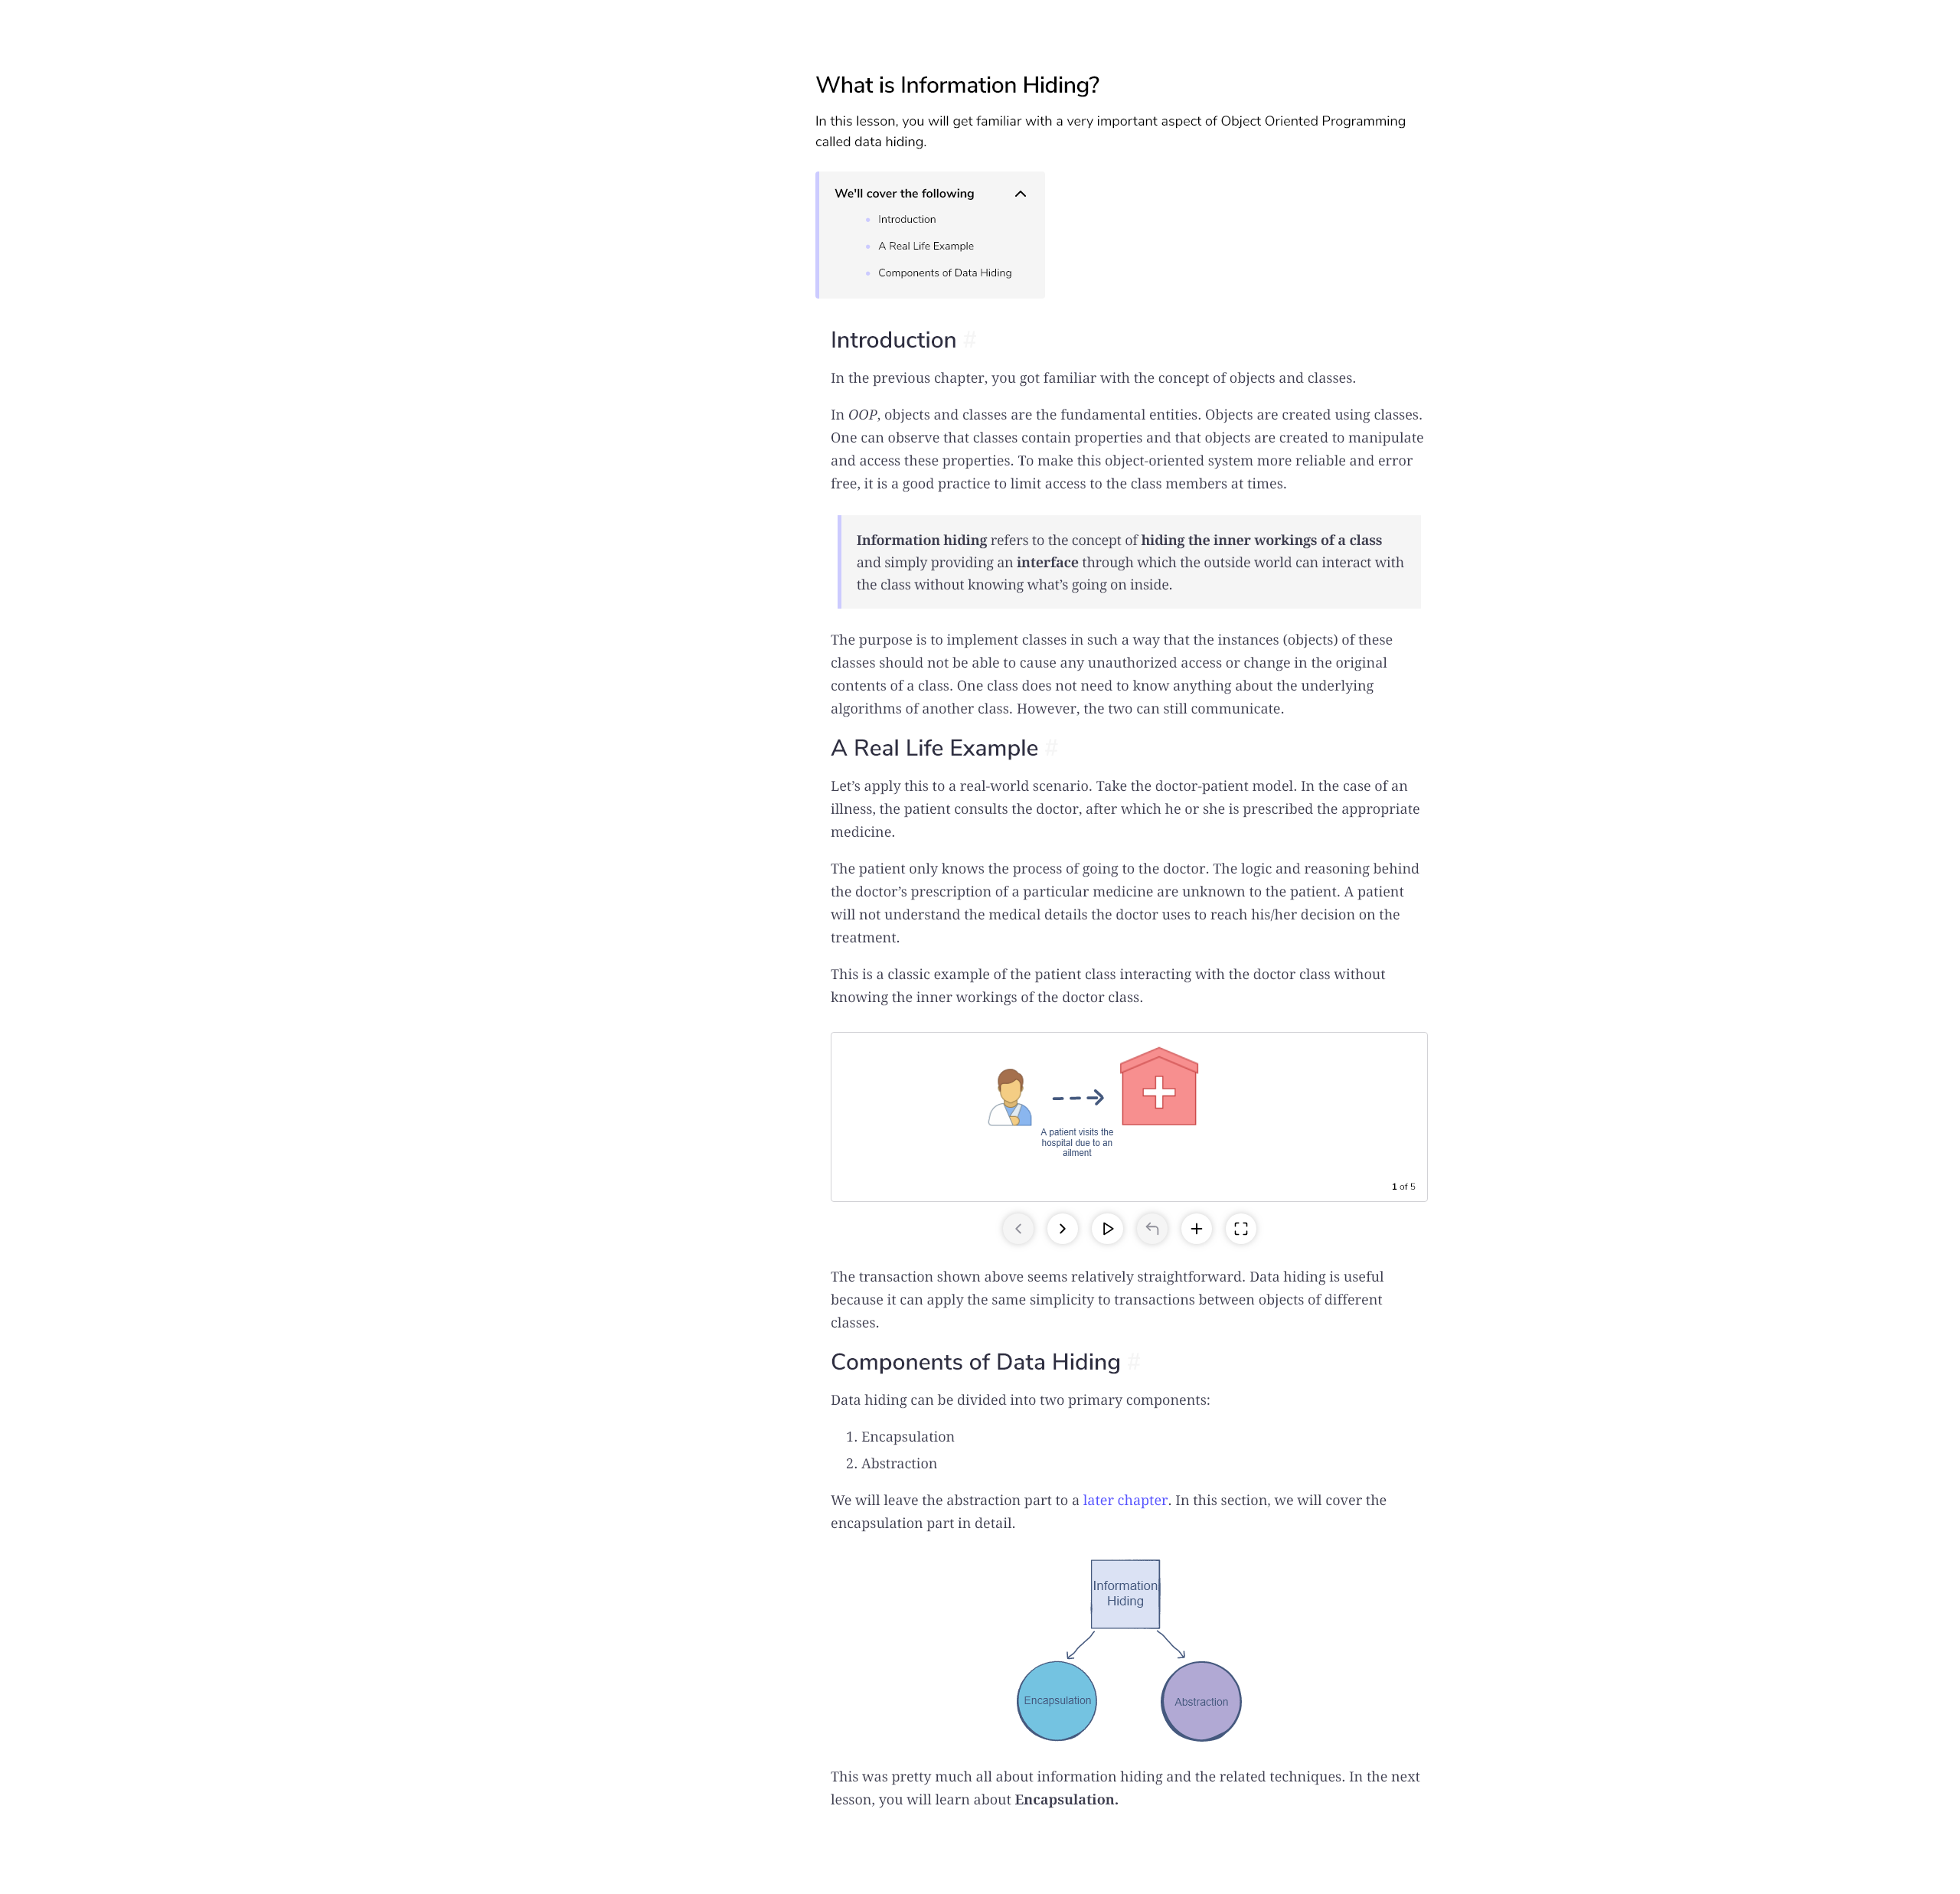 What is Information Hiding?
In this lesson, you will get familiar with a very important aspect of Object Oriented Programming
called data hiding.
We'll cover the following
Introduction
A Real Life Example
Components of Data Hiding
Introduction #
In the previous chapter, you got familiar with the concept of objects and classes.
In OOP, objects and classes are the fundamental entities. Objects are created using classes.
One can observe that classes contain properties and that objects are created to manipulate
and access these properties. To make this object-oriented system more reliable and error
free, it is a good practice to limit access to the class members at times.
Information hiding refers to the concept of hiding the inner workings of a class
and simply providing an interface through which the outside world can interact with
the class without knowing what’s going on inside.
The purpose is to implement classes in such a way that the instances (objects) of these
classes should not be able to cause any unauthorized access or change in the original
contents of a class. One class does not need to know anything about the underlying
algorithms of another class. However, the two can still communicate.
A Real Life Example #
Let’s apply this to a real-world scenario. Take the doctor-patient model. In the case of an
illness, the patient consults the doctor, after which he or she is prescribed the appropriate
medicine.
The patient only knows the process of going to the doctor. The logic and reasoning behind
the doctor’s prescription of a particular medicine are unknown to the patient. A patient
will not understand the medical details the doctor uses to reach his/her decision on the
treatment.
This is a classic example of the patient class interacting with the doctor class without
knowing the inner workings of the doctor class.
A patient visits the
hospital due to an
ailment
1 of 5
The transaction shown above seems relatively straightforward. Data hiding is useful
because it can apply the same simplicity to transactions between objects of different
classes.
Components of Data Hiding #
Data hiding can be divided into two primary components:
1. Encapsulation
2. Abstraction
We will leave the abstraction part to a later chapter. In this section, we will cover the
encapsulation part in detail.
Information
Hiding
Encapsulation
Abstraction
This was pretty much all about information hiding and the related techniques. In the next
lesson, you will learn about Encapsulation.